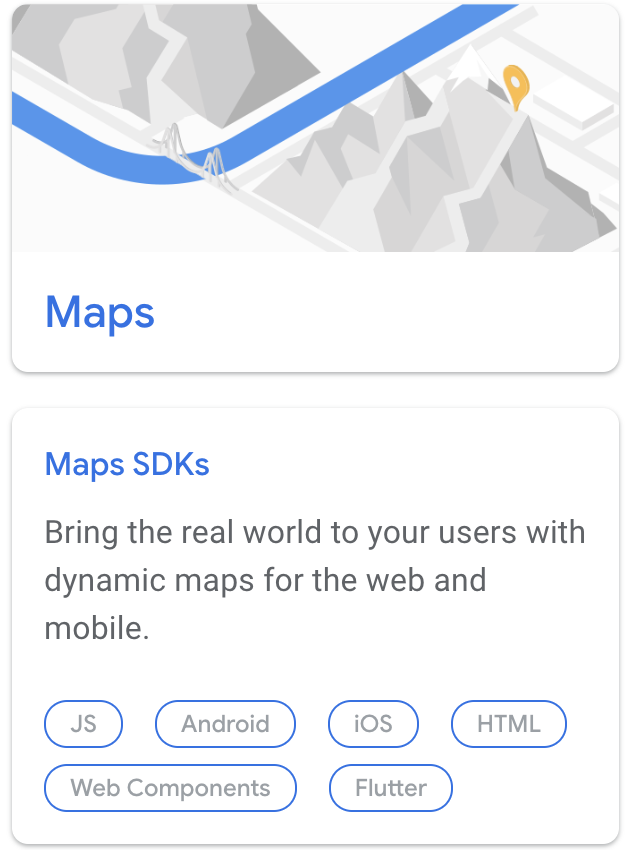 Maps
Maps SDKs
Bring the real world to your users with
dynamic maps for the web and
mobile.
JS Android iOS HTML
Web Components Flutter